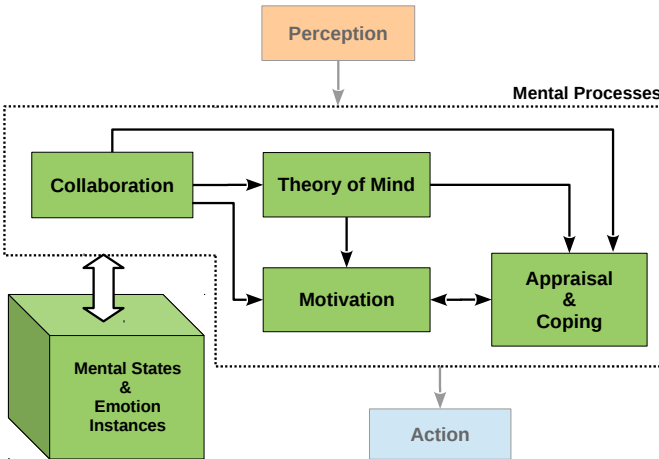 Perception
Mental Processes
Collaboration
Theory of Mind
Motivation
Appraisal
&
Coping
Mental States
&
Emotion
Instances
Action